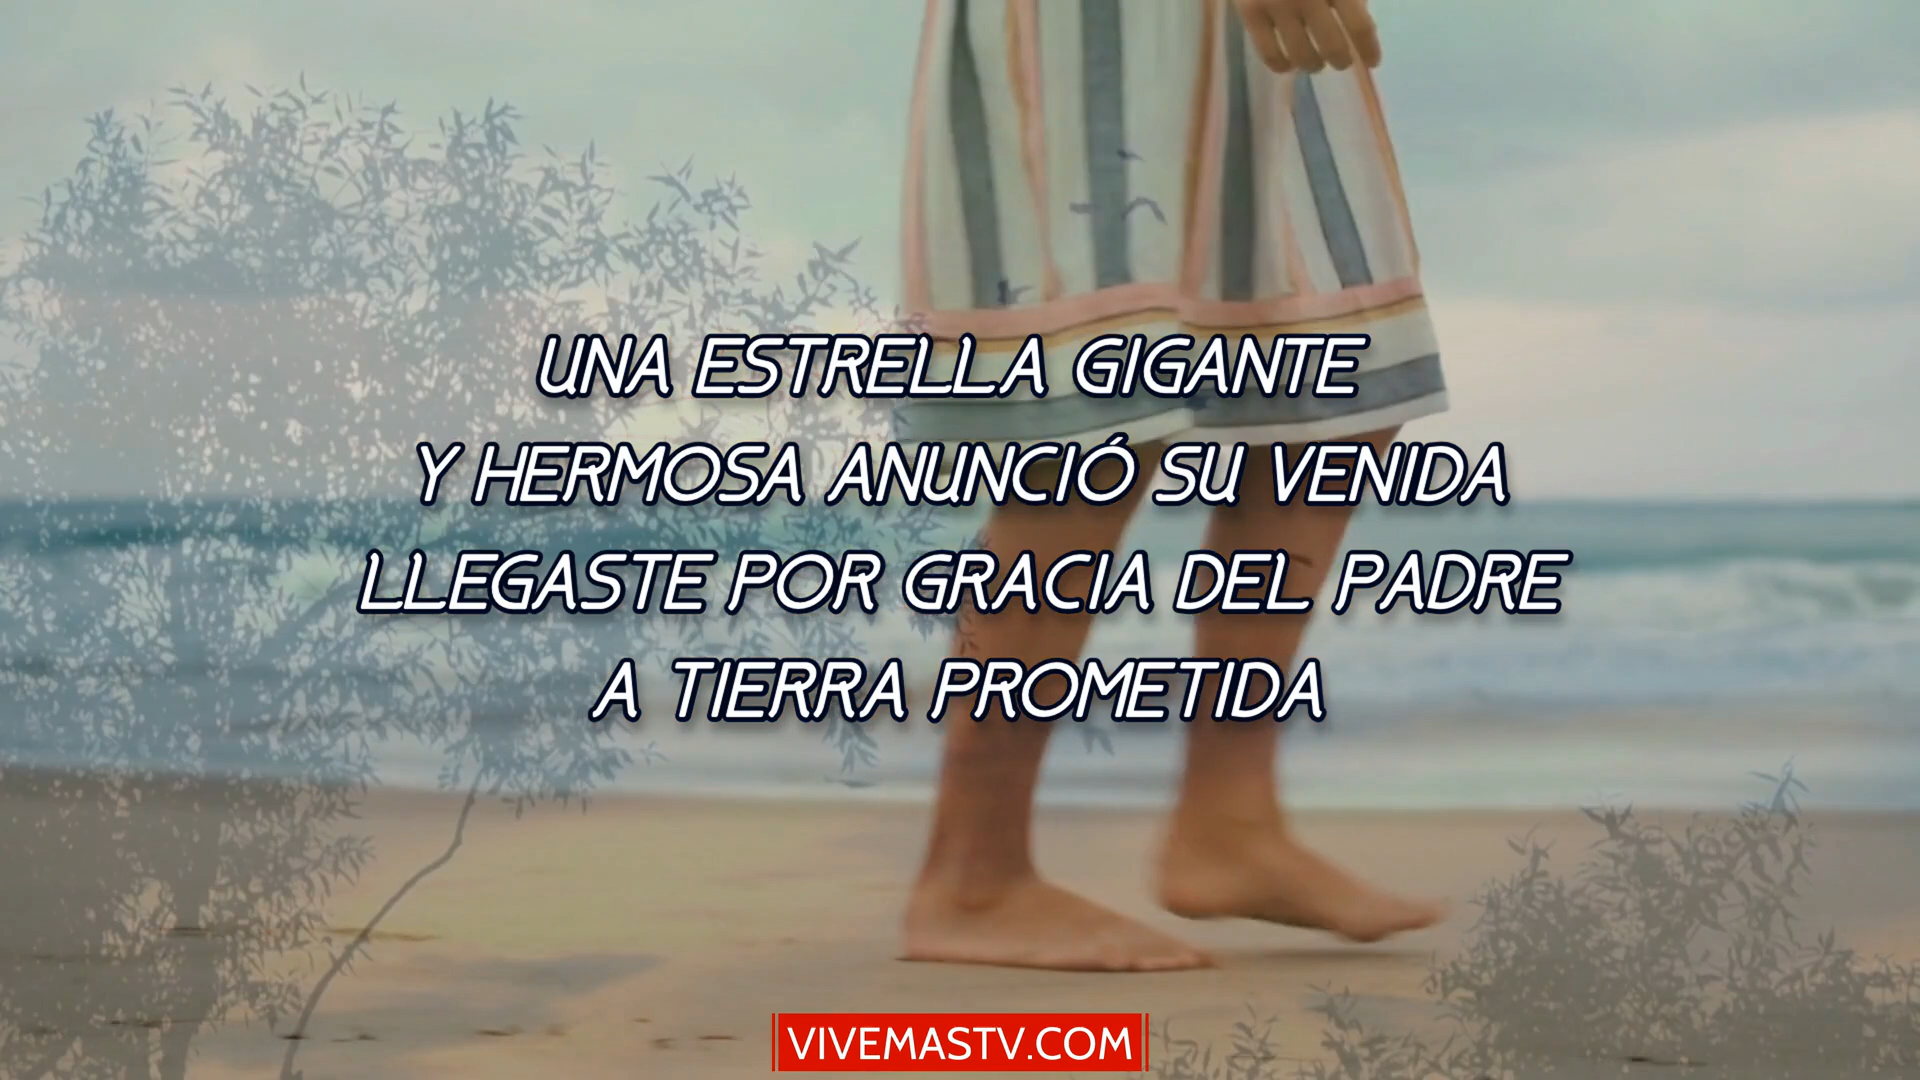 UNA ESTRELLA GIGANTE
Y HERMOSA ANUNCIÓ SU VENIDA
LLEGASTE POR GRACIA DEL PADRE
A TIERRA PROMETIDA
VIVEMASTV.COM